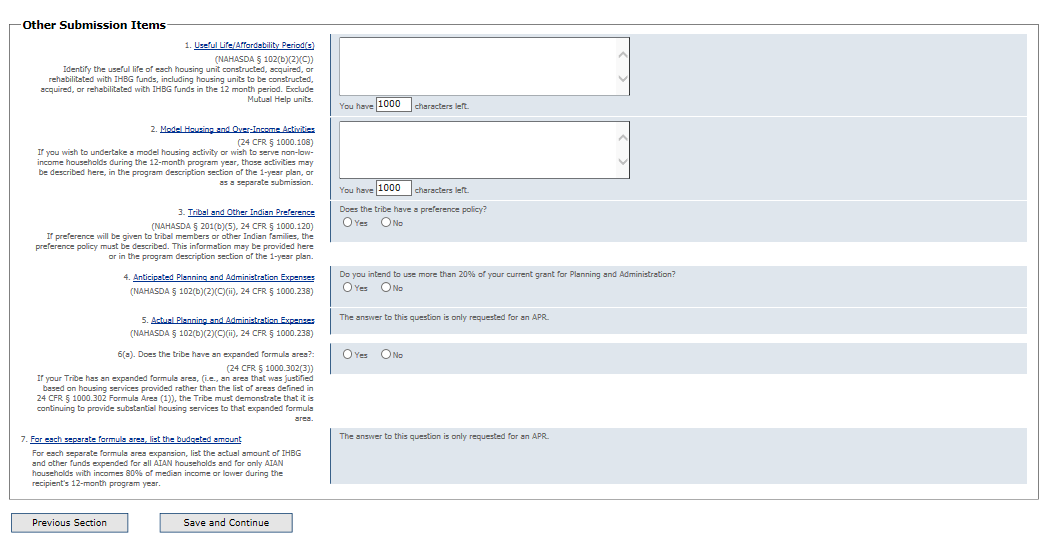 Other Submission Items
1. Useful Life/Affordability Period(s)
(NAHASDA § 102(b)(2)(C))
Identify the useful life of each housing unit constructed, acquired, or
rehabilitated with IHBG funds, including housing units to be constructed,
acquired, or rehabilitated with IHBG funds in the 12 month period. Exclude
Mutual Help units.
You have 1000 characters left.
2. Model Housing and Over-Income Activities
(24 CFR § 1000.108)
If you wish to undertake a model housing activity or wish to serve non-low-
income households during the 12-month program year, those activities may
be described here, in the program description section of the 1-year plan, or
as a separate submission.
You have 1000 characters left.
3. Tribal and Other Indian Preference
(NAHASDA § 201(b)(5), 24 CFR § 1000.120)
If preference will be given to tribal members or other Indian families, the
preference policy must be described. This information may be provided here
or in the program description section of the 1-year plan.
Does the tribe have a preference policy?
Yes No
4. Anticipated Planning and Administration Expenses
(NAHASDA § 102(b)(2)(C)(ii), 24 CFR § 1000.238)
Do you intend to use more than 20% of your current grant for Planning and Administration?
Yes No
5. Actual Planning and Administration Expenses
(NAHASDA § 102(b)(2)(C)(ii), 24 CFR § 1000.238)
The answer to this question is only requested for an APR.
6(a). Does the tribe have an expanded formula area?:
(24 CFR § 1000.302(3))
If your Tribe has an expanded formula area, (i.e., an area that was justified
based on housing services provided rather than the list of areas defined in
24 CFR § 1000.302 Formula Area (1)), the Tribe must demonstrate that it is
continuing to provide substantial housing services to that expanded formula
area.
Yes No
7. For each separate formula area, list the budgeted amount
For each separate formula area expansion, list the actual amount of IHBG
and other funds expended for all AIAN households and for only AIAN
households with incomes 80% of median income or lower during the
recipient's 12-month program year.
The answer to this question is only requested for an APR.
Previous Section
Save and Continue